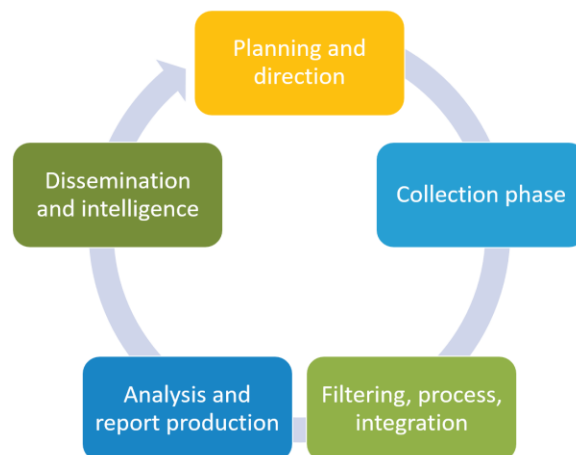 Planning and
direction
Collection phase
Filtering, process,
integration
Analysis and
report production
Dissemination
and intelligence